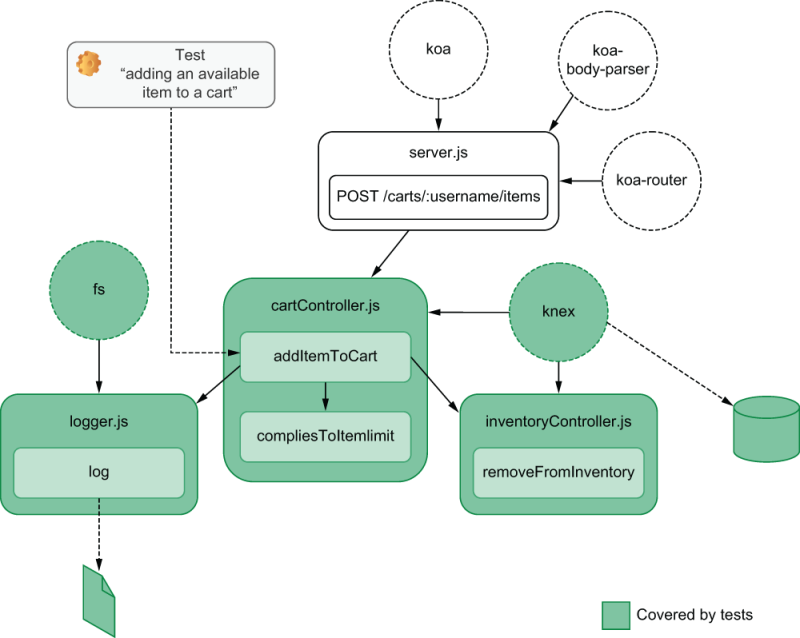 Test
“adding an available
item to a cart”
koa
koa-
body-parser
server.js
POST /carts/:username/items
koa-router
fs
cartController.js
knex
addItemToCart
logger.js
compliesToItemlimit
inventoryController.js
log
removeFromInventory
Covered by tests